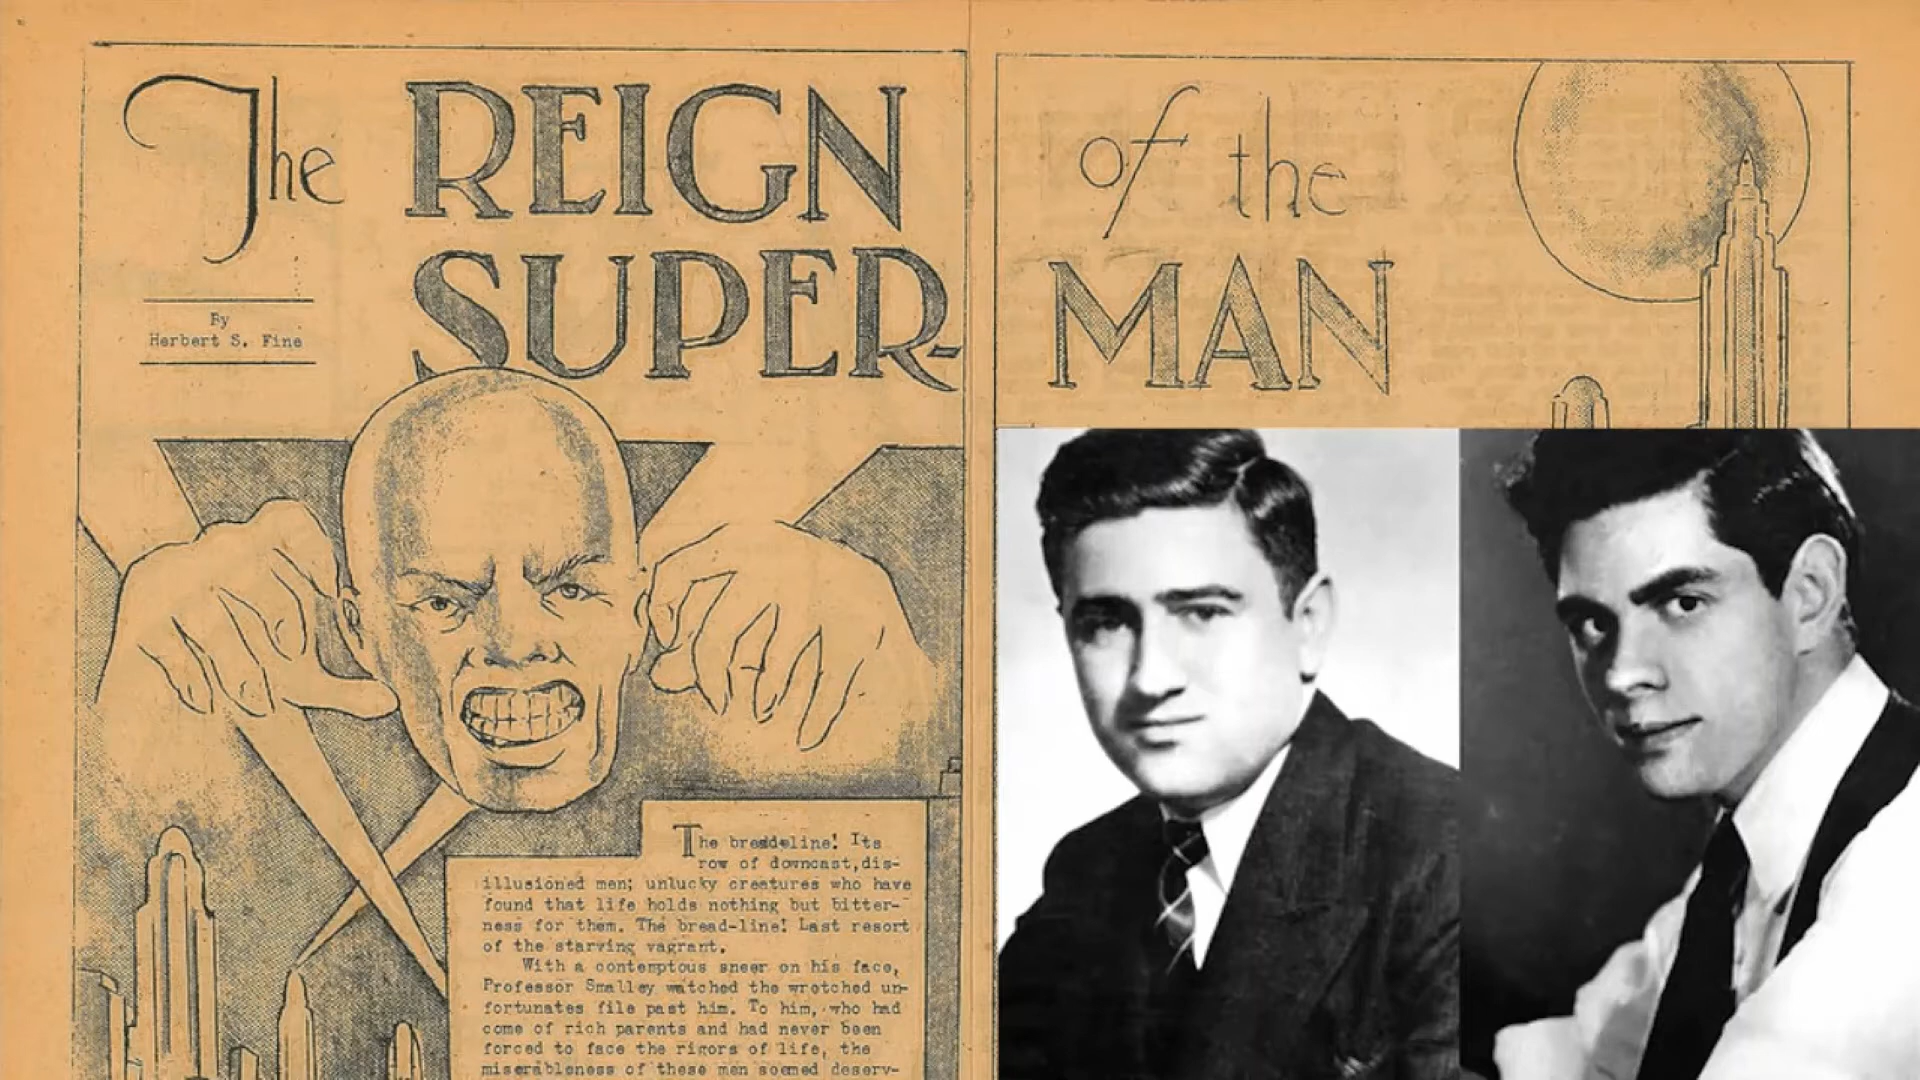 The REIGN of the
SUPER-MAN
By
Herbert S. Fine
The breadline! Its
row of downcast, dis-
illusioned men; unlucky creatures who have
found that life holds nothing but bitter-
ness for them. The bread-line! Last resort
of the starving vagrant.
With a contemptous sneer on his face,
Professor Smalley watched the wretched un-
fortunates file past him. To him, who had
come of rich parents and had never been
forced to face the rigors of life, the
miserableness of these men seemed deserv-